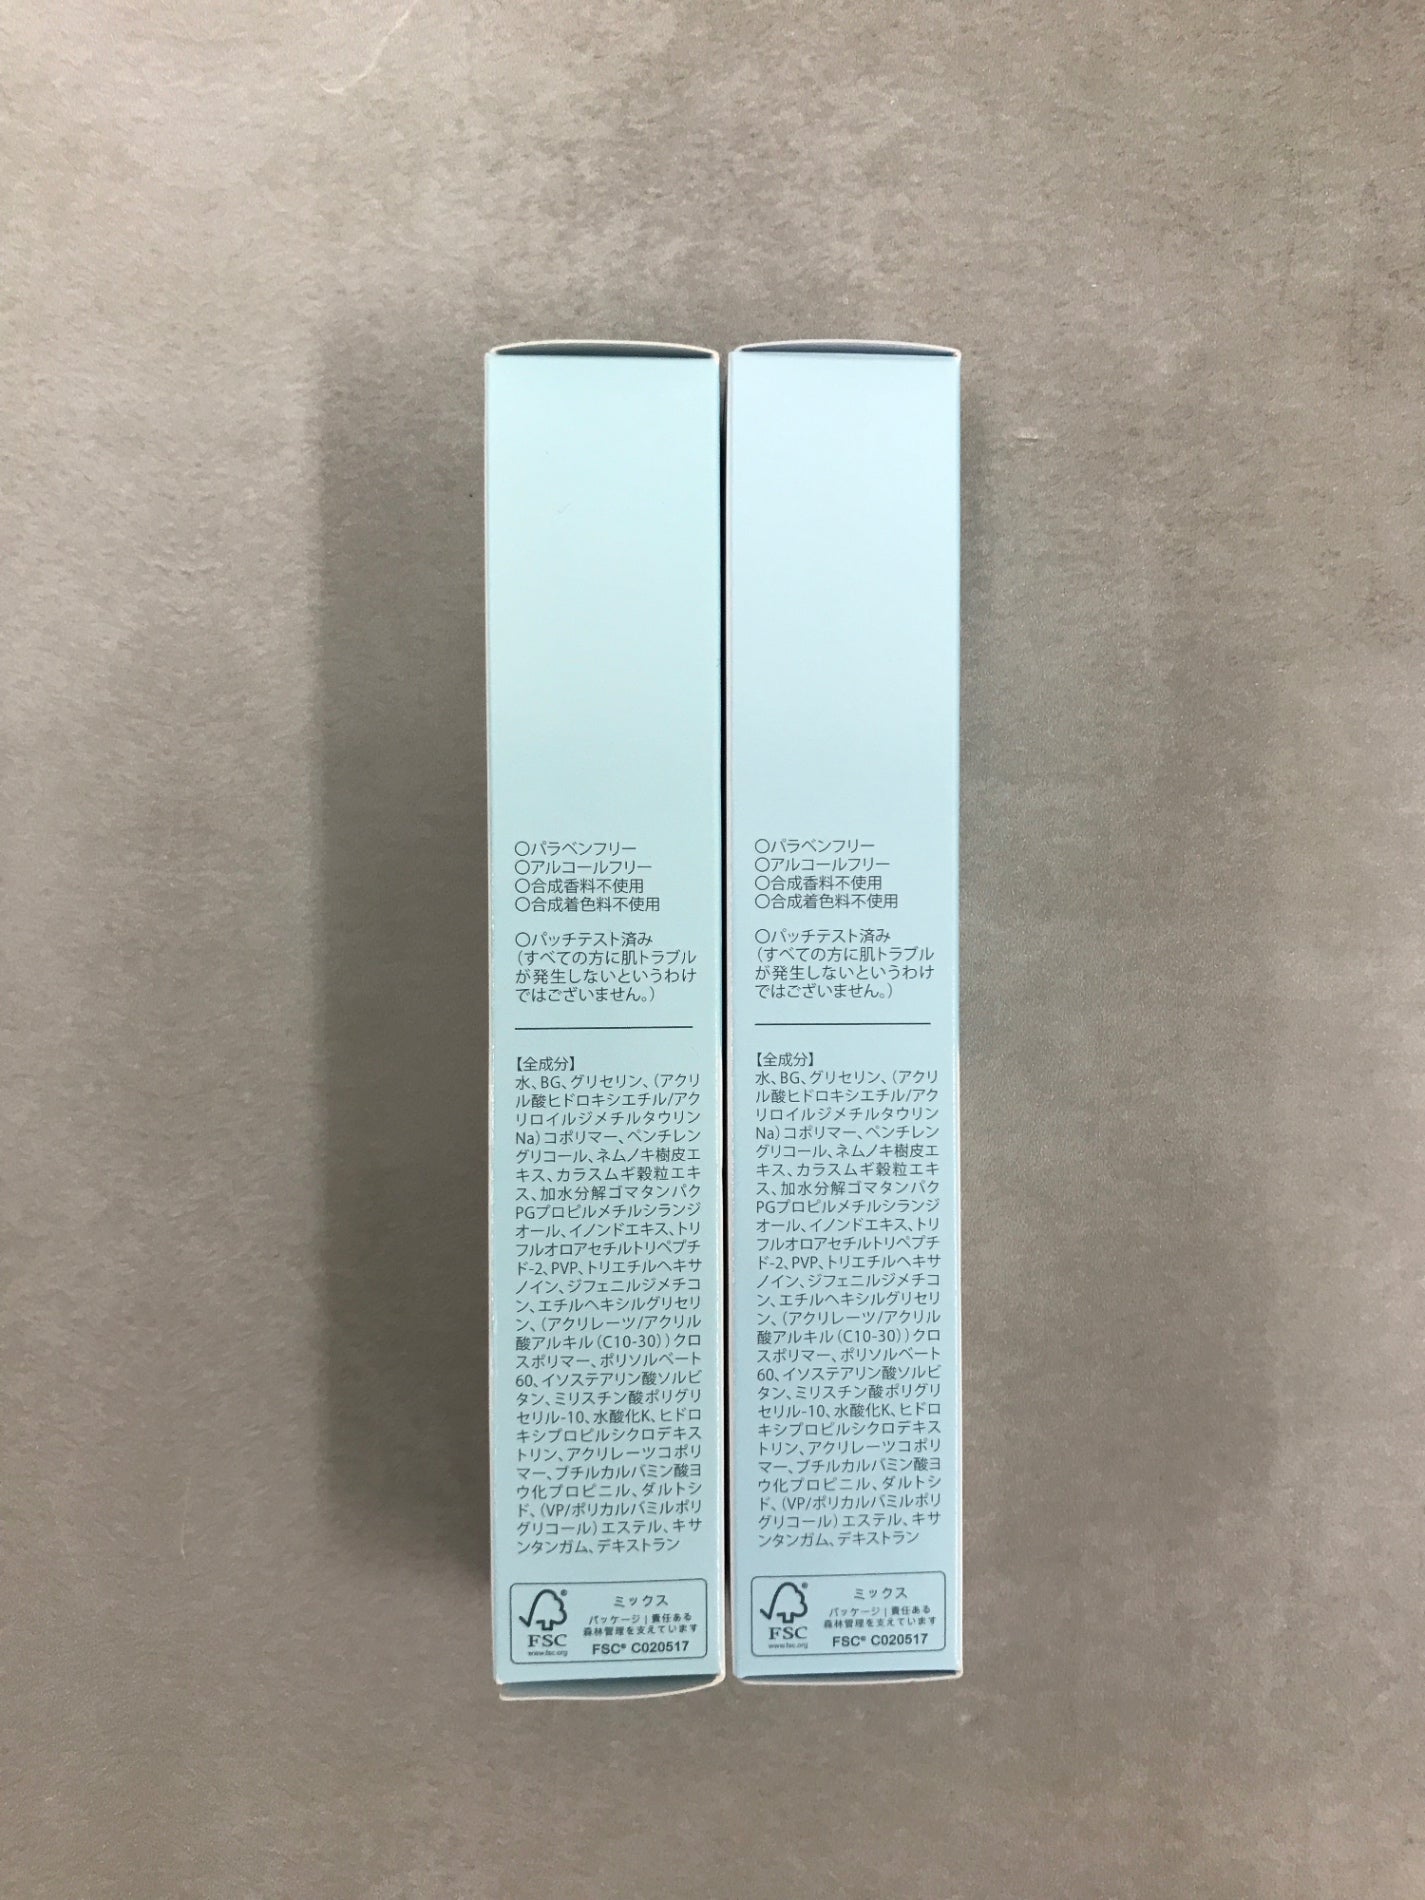 〇パラベンフリー
〇アルコールフリー
〇合成香料不使用
〇合成着色料不使用
〇パッチテスト済み
（すべての方に肌トラブル
が発生しないというわけ
ではございません。）
【全成分】
水、BG、グリセリン、（アクリ
ル酸ヒドロキシエチル/アク
リロイルジメチルタウリン
Na）コポリマー、ペンチレン
グリコール、ネムノキ樹皮エ
キス、カラスムギ穀粒エキ
ス、加水分解ゴマタンパク
PGプロピルメチルシランジ
オール、イノンドエキス、トリ
フルオロアセチルトリペプチ
ド-2、PVP、トリエチルヘキサ
ノイン、ジフェニルジメチコ
ン、エチルヘキシルグリセリ
ン、（アクリレーツ/アクリル
酸アルキル（C10-30））クロ
スポリマー、ポリソルベート
60、イソステアリン酸ソルビ
タン、ミリスチン酸ポリグリ
セリル-10、水酸化K、ヒドロ
キシプロピルシクロデキス
トリン、アクリレーツコポリ
マー、ブチルカルバミン酸ヨ
ウ化プロピニル、ダルトシ
ド、（VP/ポリカルバミルポリ
グリコール）エステル、キサ
ンタンガム、デキストラン
FSC®
www.fsc.org
ミックス
パッケージ｜責任ある
森林管理を支えています
FSC® C020517
〇パラベンフリー
〇アルコールフリー
〇合成香料不使用
〇合成着色料不使用
〇パッチテスト済み
（すべての方に肌トラブル
が発生しないというわけ
ではございません。）
【全成分】
水、BG、グリセリン、（アクリ
ル酸ヒドロキシエチル/アク
リロイルジメチルタウリン
Na）コポリマー、ペンチレン
グリコール、ネムノキ樹皮エ
キス、カラスムギ穀粒エキ
ス、加水分解ゴマタンパク
PGプロピルメチルシランジ
オール、イノンドエキス、トリ
フルオロアセチルトリペプチ
ド-2、PVP、トリエチルヘキサ
ノイン、ジフェニルジメチコ
ン、エチルヘキシルグリセリ
ン、（アクリレーツ/アクリル
酸アルキル（C10-30））クロ
スポリマー、ポリソルベート
60、イソステアリン酸ソルビ
タン、ミリスチン酸ポリグリ
セリル-10、水酸化K、ヒドロ
キシプロピルシクロデキス
トリン、アクリレーツコポリ
マー、ブチルカルバミン酸ヨ
ウ化プロピニル、ダルトシ
ド、（VP/ポリカルバミルポリ
グリコール）エステル、キサ
ンタンガム、デキストラン
FSC®
www.fsc.org
ミックス
パッケージ｜責任ある
森林管理を支えています
FSC® C020517